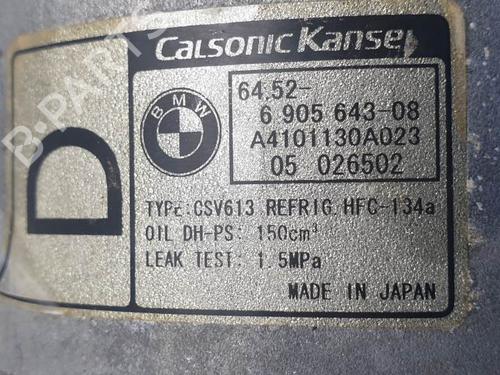 CALSONIC KANSEI
D
BMW
64.52-
6 905 643-08
A4101130A023
05 026502
TYPE:CSV613 REFRIG. HFC-134a
OIL DH-PS: 150cm³
LEAK TEST: 1.5MPa
MADE IN JAPAN
B-PARTS